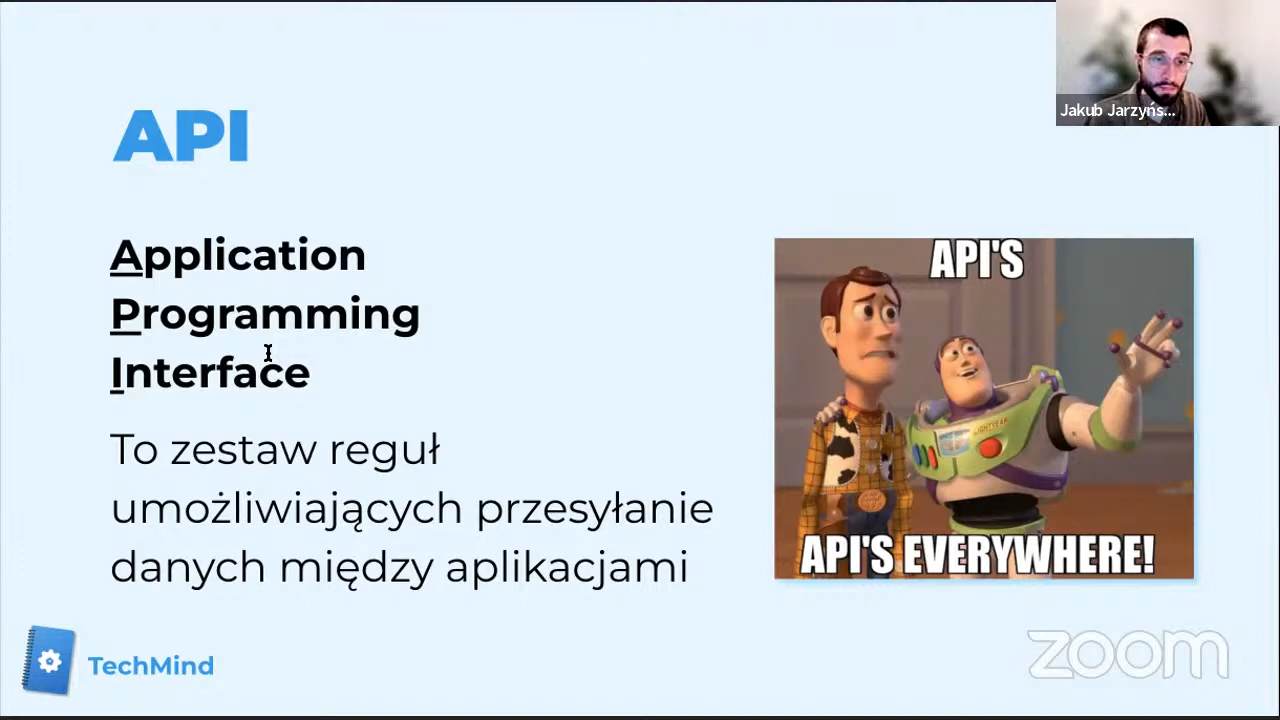 API
Jakub Jarzyńs...
Application
Programming
Interface
To zestaw reguł
umożliwiających przesyłanie
danych między aplikacjami
API'S
LIGHTYEAR
API'S EVERYWHERE!
TechMind
zoom